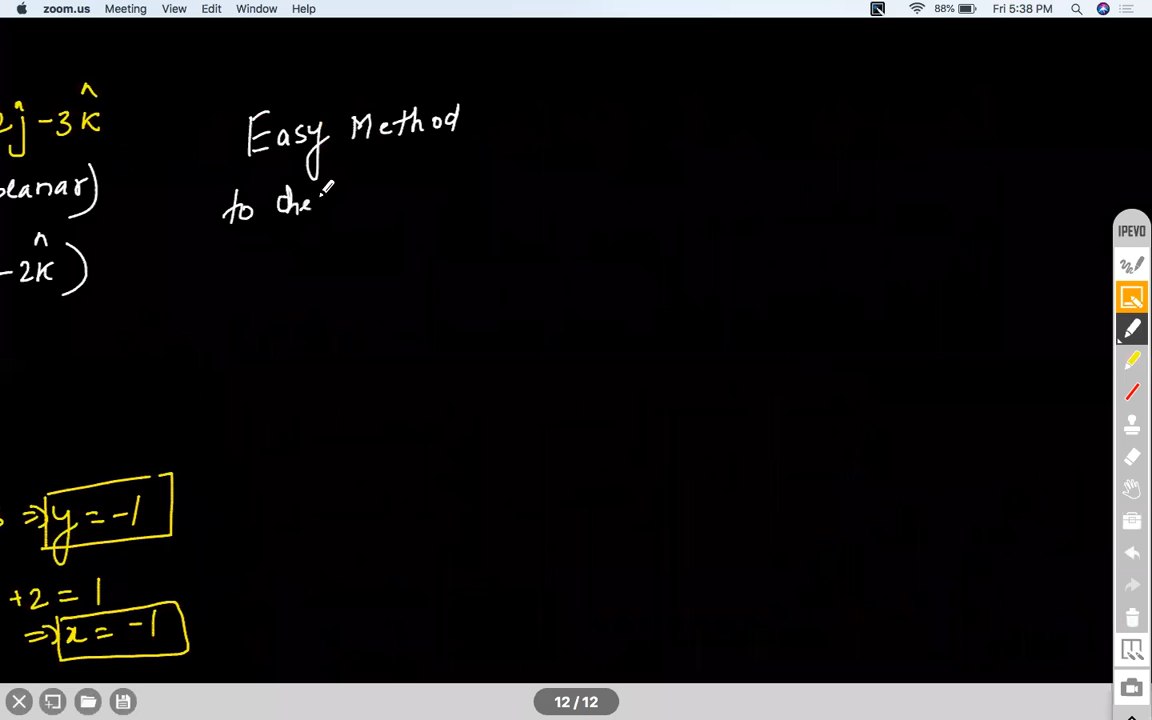 zoom.us Meeting View Edit Window Help 88% Fri 5:38 PM
2ĵ -3k̂
planar)
-2k̂)
Easy Method
to che
IPEVO
⇒ y = -1
+2 = 1
⇒ x = -1
12 / 12